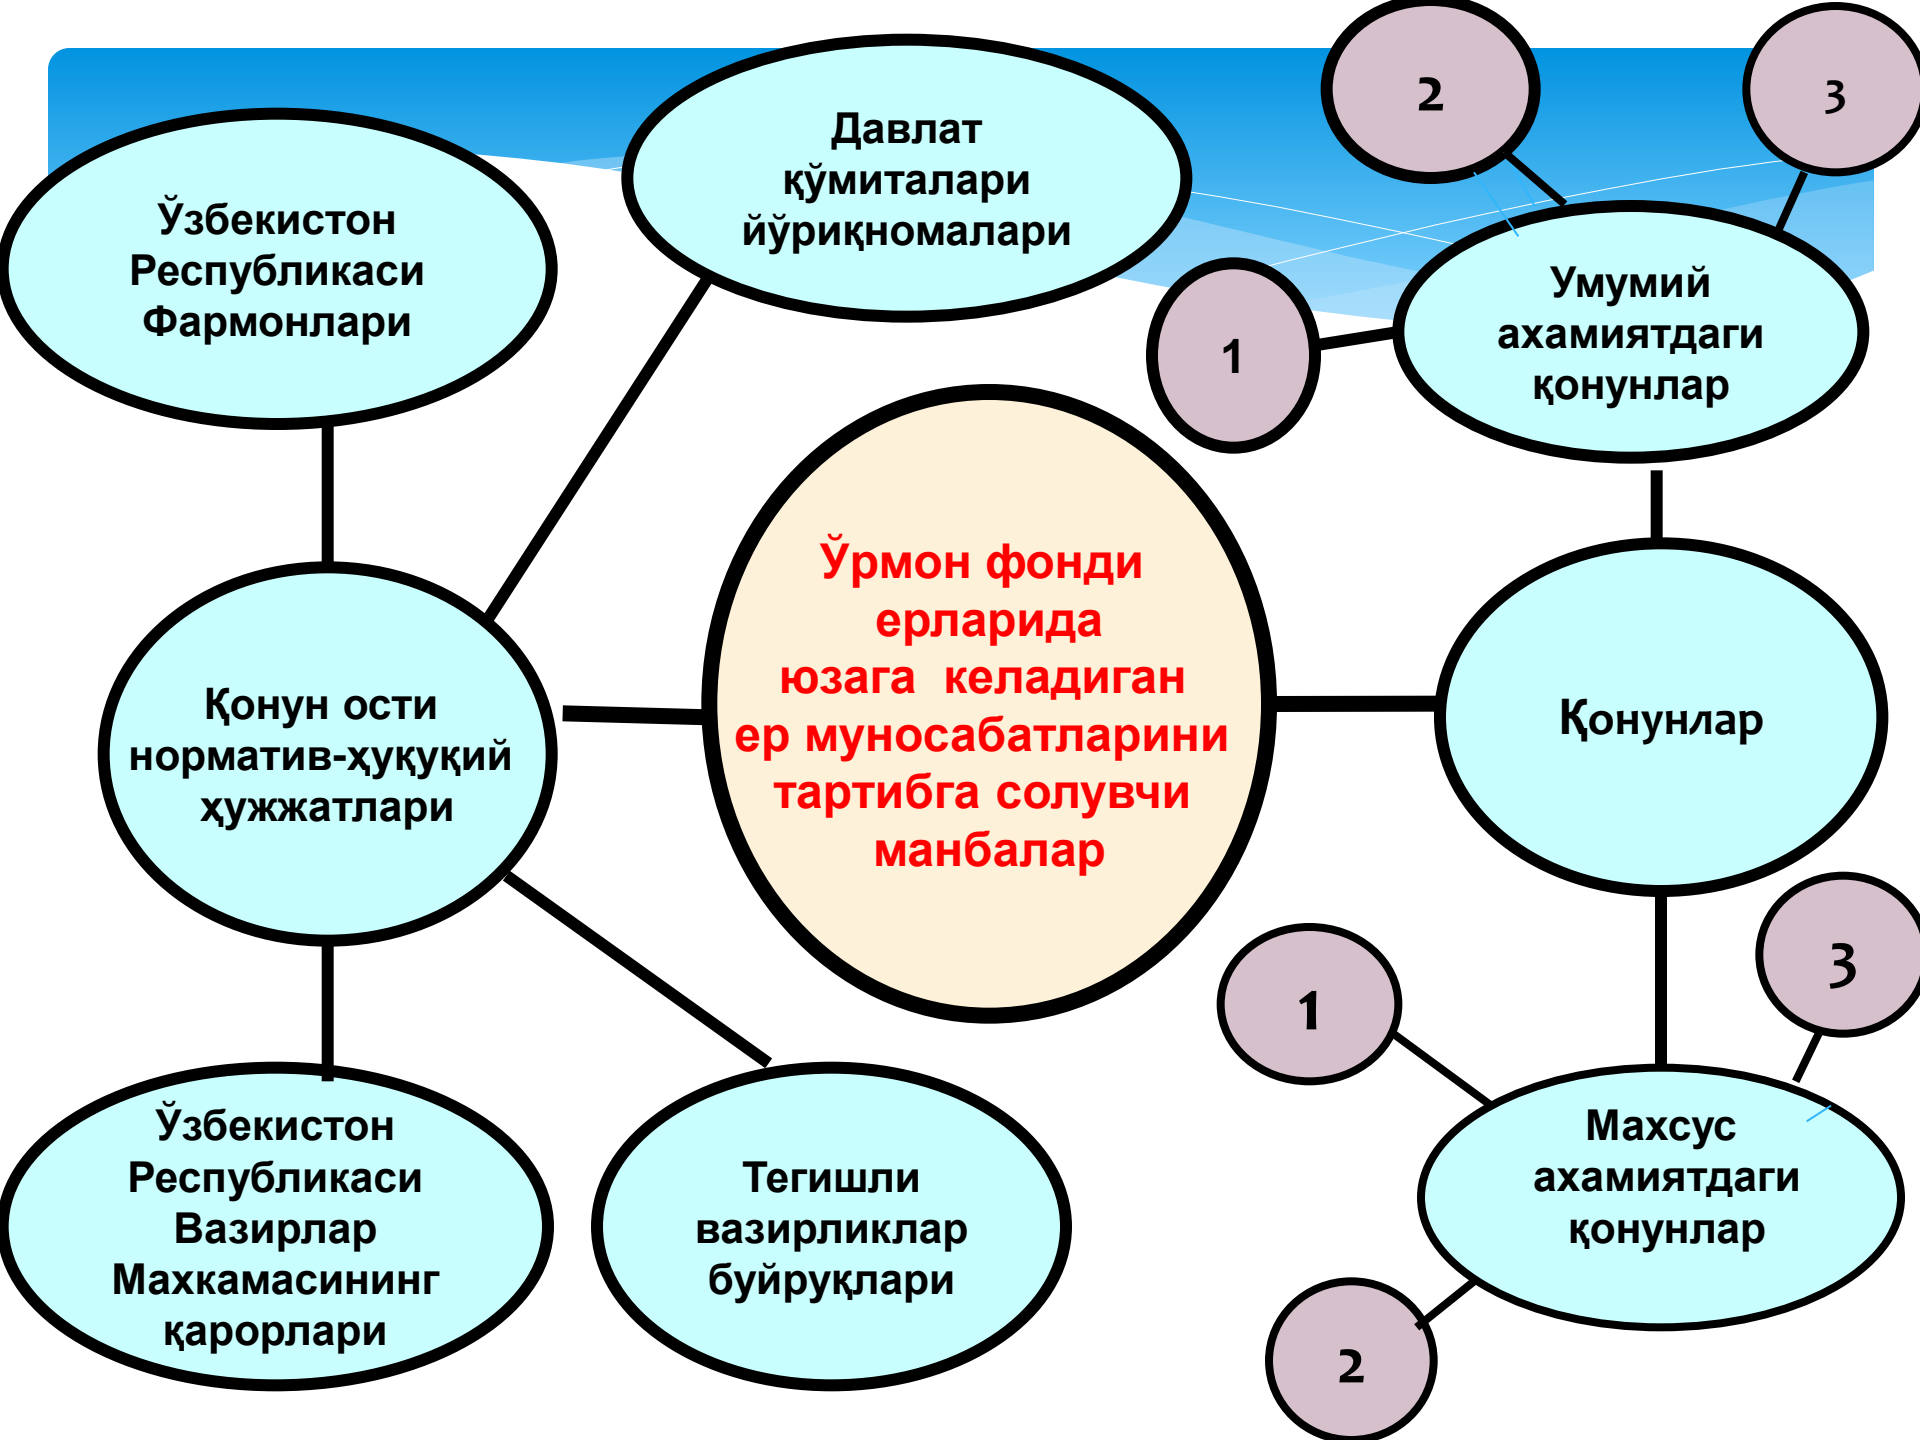 Ўзбекистон
Республикаси
Фармонлари
Давлат
қўмиталари
йўриқномалари
2
3
1
Умумий
ахамиятдаги
қонунлар
Ўрмон фонди
ерларида
юзага келадиган
ер муносабатларини
тартибга солувчи
манбалар
Қонун ости
норматив-ҳуқуқий
ҳужжатлари
Қонунлар
Ўзбекистон
Республикаси
Вазирлар
Махкамасининг
қарорлари
Тегишли
вазирликлар
буйруқлари
1
3
Махсус
ахамиятдаги
қонунлар
2